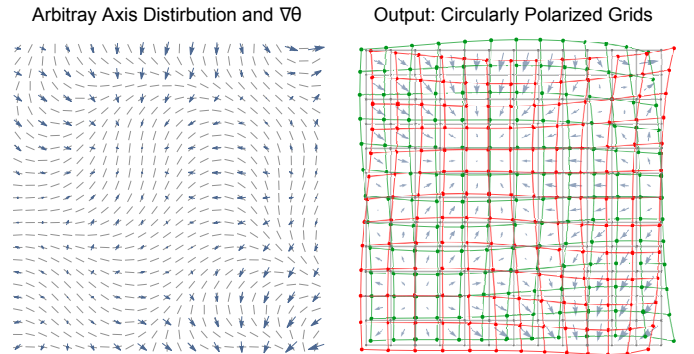 Arbitray Axis Distirbution and ∇θ
Output: Circularly Polarized Grids